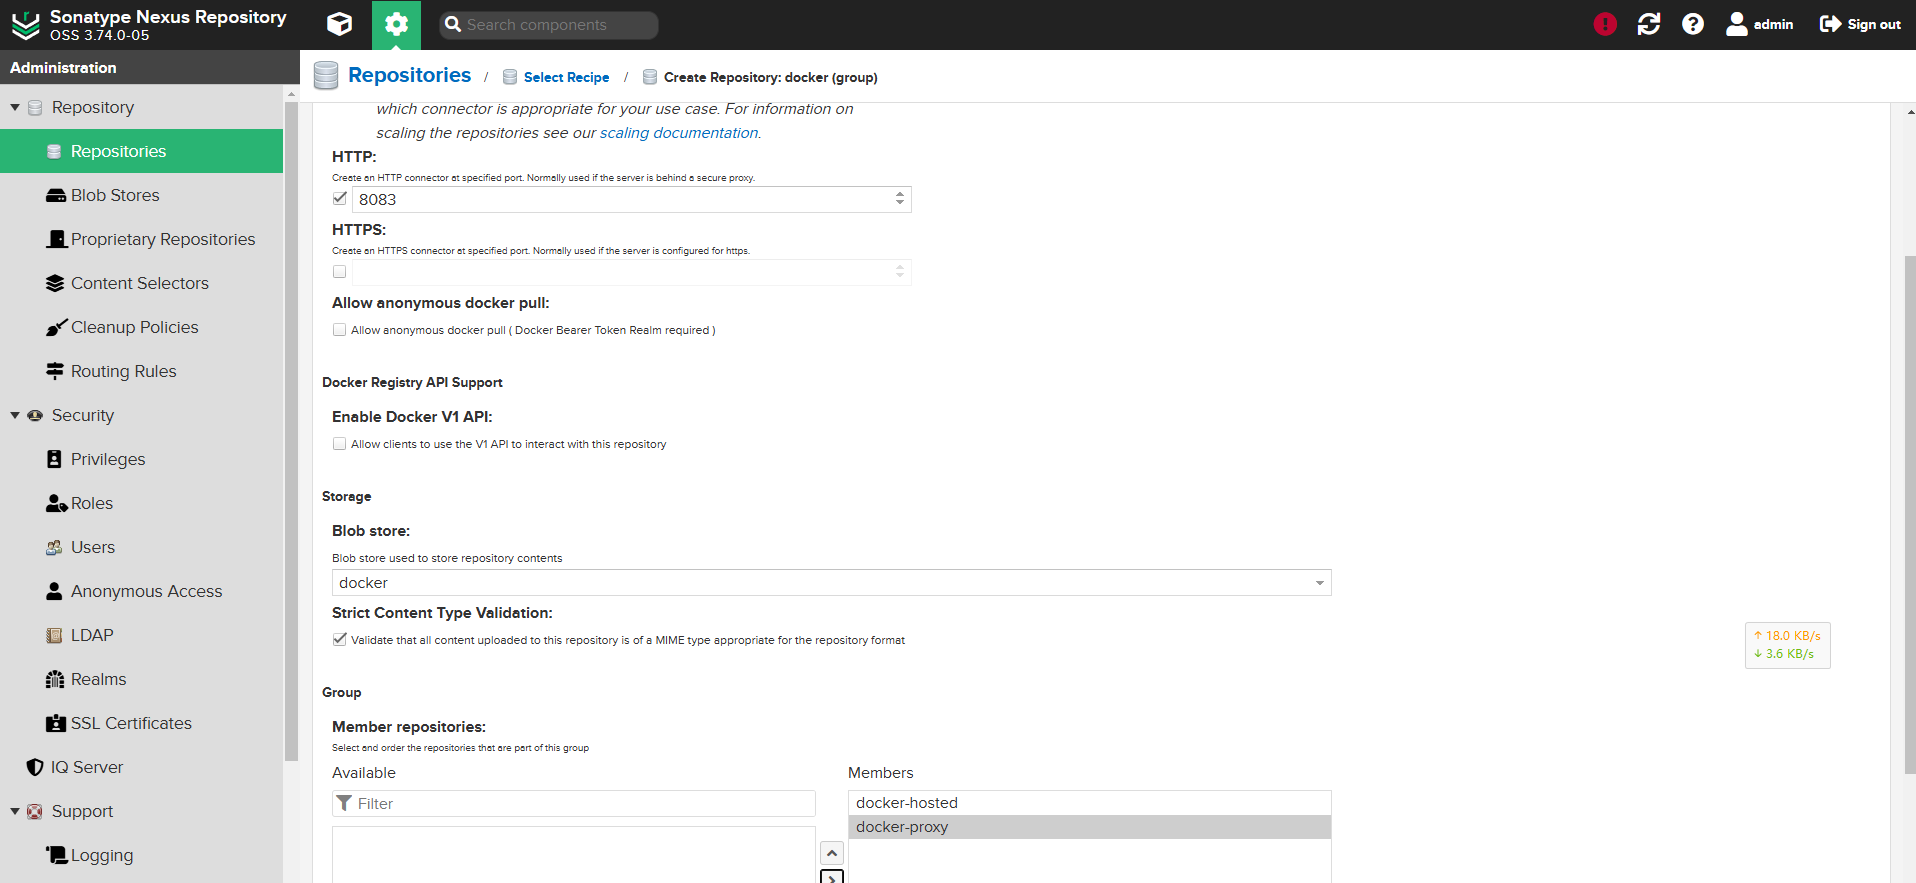 Sonatype Nexus Repository
OSS 3.74.0-05
Search components
admin
Sign out
Administration
Repository
Repositories
Blob Stores
Proprietary Repositories
Content Selectors
Cleanup Policies
Routing Rules
Security
Privileges
Roles
Users
Anonymous Access
LDAP
Realms
SSL Certificates
IQ Server
Support
Logging
Repositories / Select Recipe / Create Repository: docker (group)
which connector is appropriate for your use case. For information on
scaling the repositories see our scaling documentation.
HTTP:
Create an HTTP connector at specified port. Normally used if the server is behind a secure proxy.
8083
HTTPS:
Create an HTTPS connector at specified port. Normally used if the server is configured for https.
Allow anonymous docker pull:
Allow anonymous docker pull ( Docker Bearer Token Realm required )
Docker Registry API Support
Enable Docker V1 API:
Allow clients to use the V1 API to interact with this repository
Storage
Blob store:
Blob store used to store repository contents
docker
Strict Content Type Validation:
Validate that all content uploaded to this repository is of a MIME type appropriate for the repository format
↑ 18.0 KB/s
↓ 3.6 KB/s
Group
Member repositories:
Select and order the repositories that are part of this group
Available
Filter
Members
docker-hosted
docker-proxy